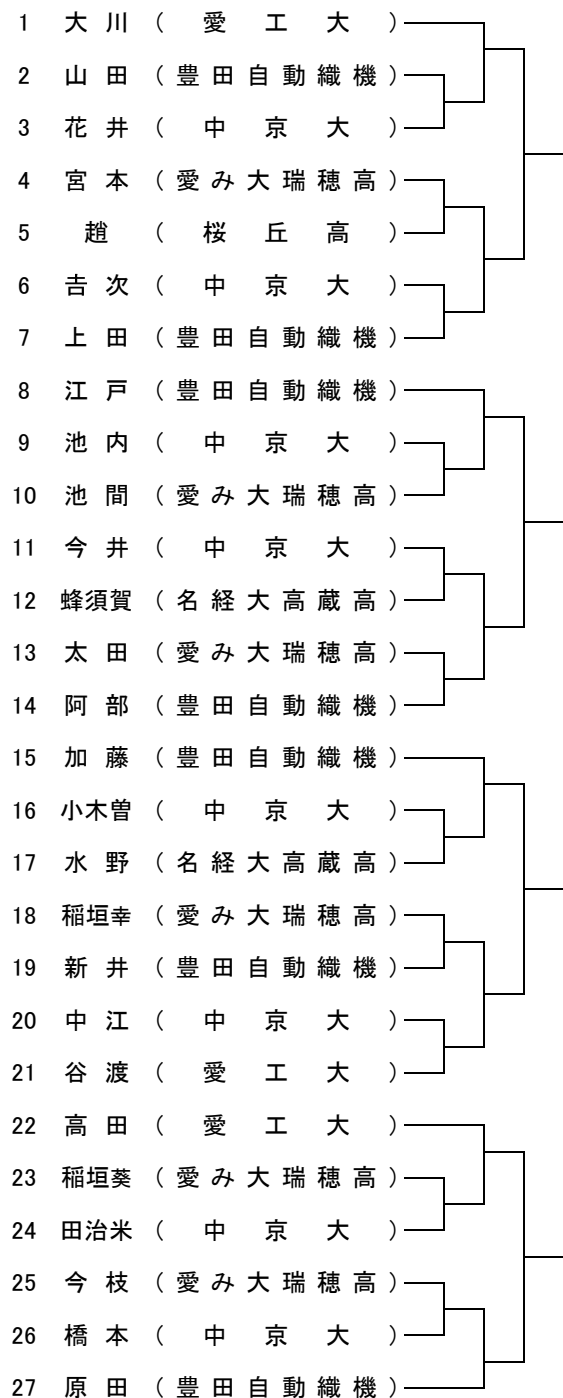 1 大川 (愛工大)
2 山田 (豊田自動織機)
3 花井 (中京大)
4 宮本 (愛み大瑞穂高)
5 趙 (桜丘高)
6 𠮷次 (中京大)
7 上田 (豊田自動織機)
8 江戸 (豊田自動織機)
9 池内 (中京大)
10 池間 (愛み大瑞穂高)
11 今井 (中京大)
12 蜂須賀 (名経大高蔵高)
13 太田 (愛み大瑞穂高)
14 阿部 (豊田自動織機)
15 加藤 (豊田自動織機)
16 小木曽 (中京大)
17 水野 (名経大高蔵高)
18 稲垣幸 (愛み大瑞穂高)
19 新井 (豊田自動織機)
20 中江 (中京大)
21 谷渡 (愛工大)
22 高田 (愛工大)
23 稲垣葵 (愛み大瑞穂高)
24 田治米 (中京大)
25 今枝 (愛み大瑞穂高)
26 橋本 (中京大)
27 原田 (豊田自動織機)